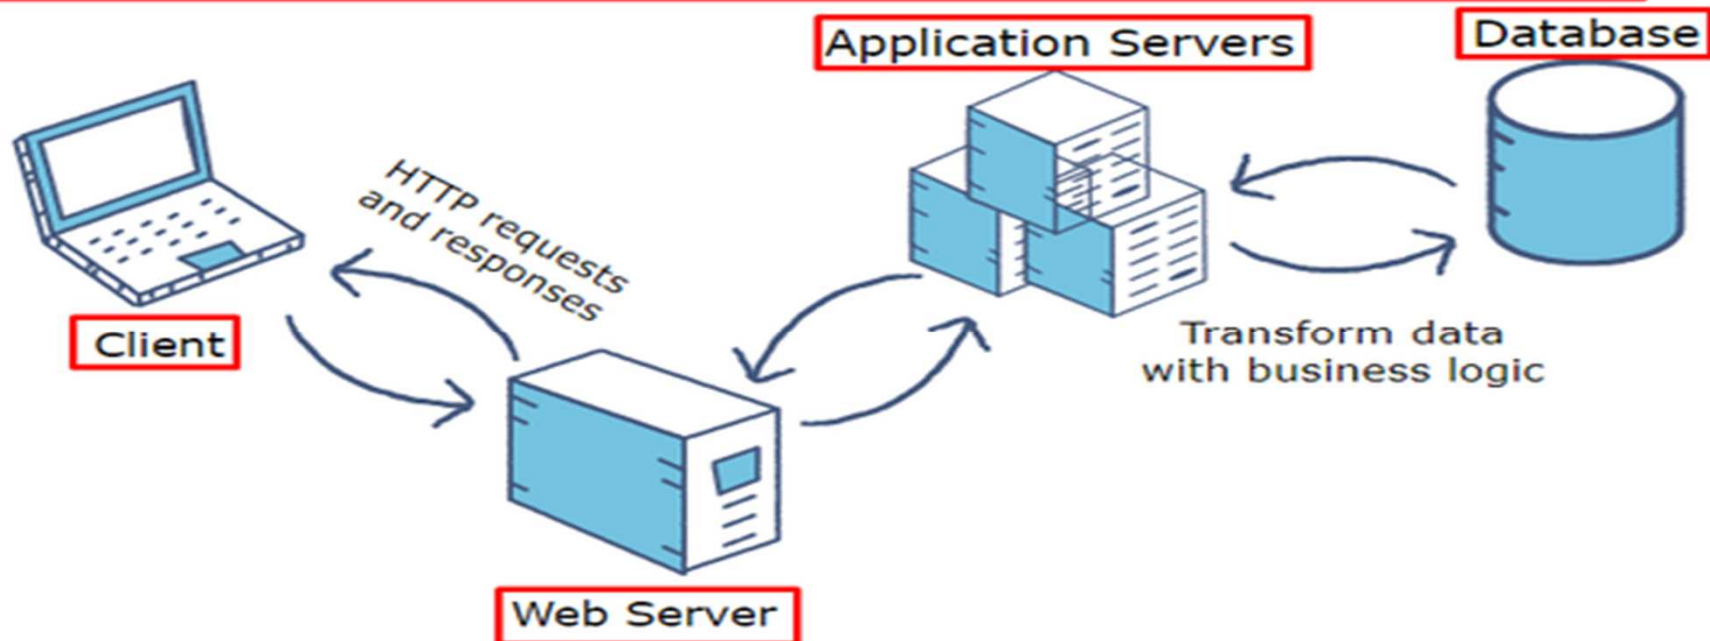 Application Servers
Database
HTTP requests
and responses
Client
Transform data
with business logic
Web Server